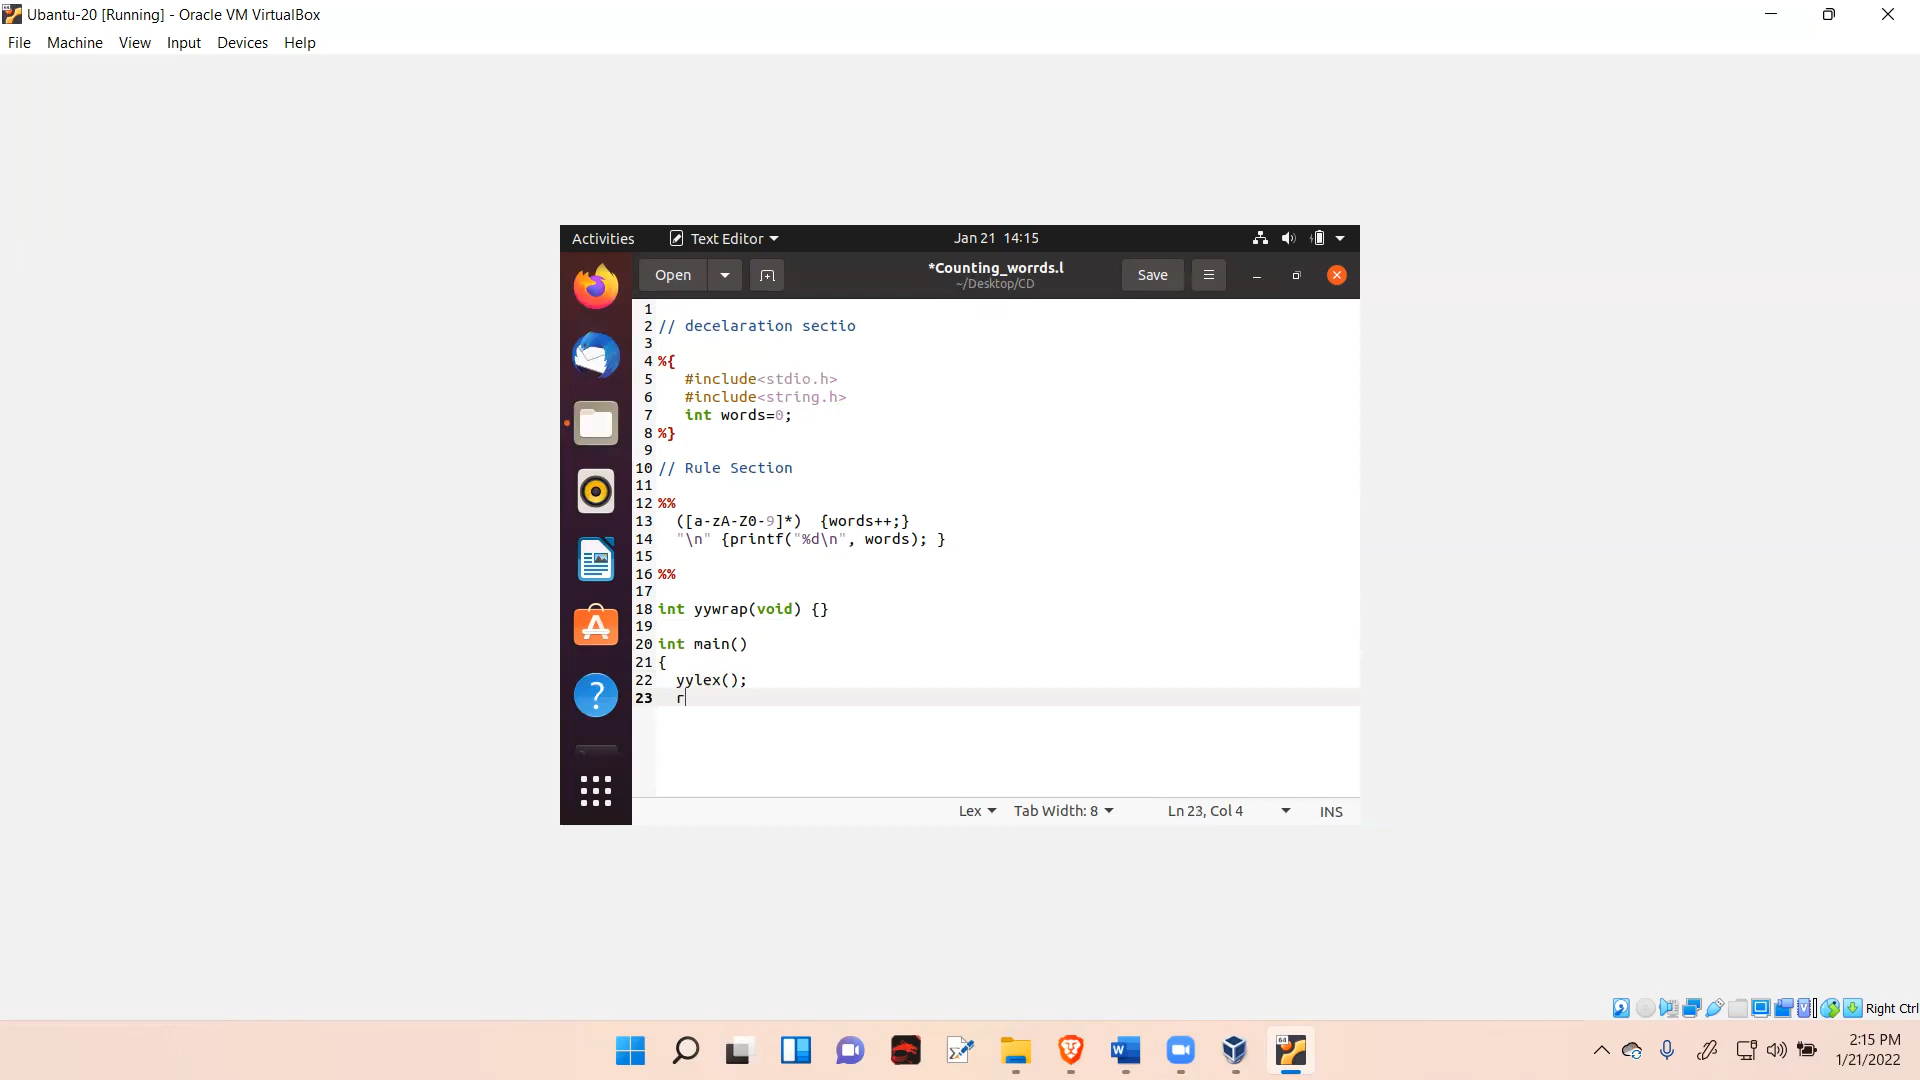 Ubantu-20 [Running] - Oracle VM VirtualBox
File Machine View Input Devices Help
Activities Text Editor Jan 21 14:15
Open *Counting_worrds.l Save
~/Desktop/CD
1
2 // decelaration sectio
3
4 %{
5 #include<stdio.h>
6 #include<string.h>
7 int words=0;
8 %}
9
10 // Rule Section
11
12 %%
13 ([a-zA-Z0-9]*) {words++;}
14 "\n" {printf("%d\n", words); }
15
16 %%
17
18 int yywrap(void) {}
19
20 int main()
21 {
22 yylex();
23 r
Lex Tab Width: 8 Ln 23, Col 4 INS
Right Ctrl
2:15 PM
1/21/2022